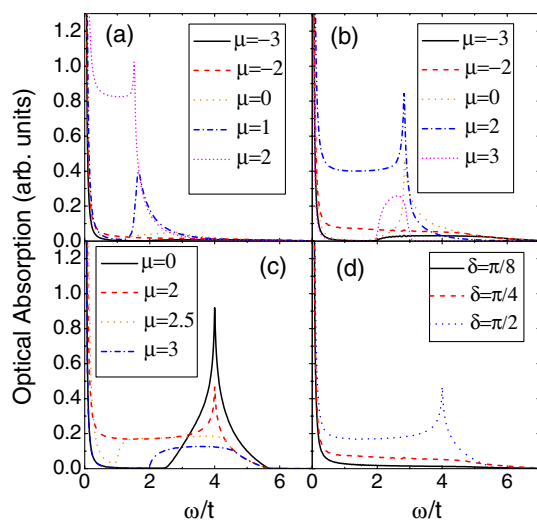 (a)
μ=−3
μ=−2
μ=0
μ=1
μ=2
(b)
μ=−3
μ=−2
μ=0
μ=2
μ=3
1.2
1.0
0.8
0.6
0.4
0.2
0.0
Optical Absorption (arb. units)
(c)
μ=0
μ=2
μ=2.5
μ=3
(d)
δ=π/8
δ=π/4
δ=π/2
1.2
1.0
0.8
0.6
0.4
0.2
0.0
0 2 4 6
0 2 4 6
ω/t
ω/t